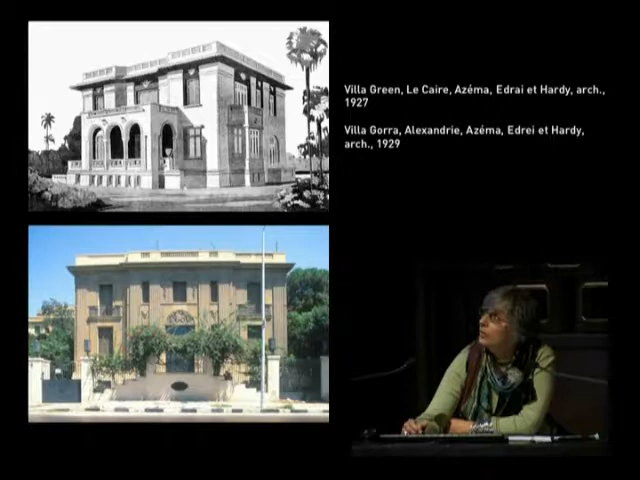 Villa Green, Le Caire, Azéma, Edrai et Hardy, arch.,
1927
Villa Gorra, Alexandrie, Azéma, Edrei et Hardy,
arch., 1929